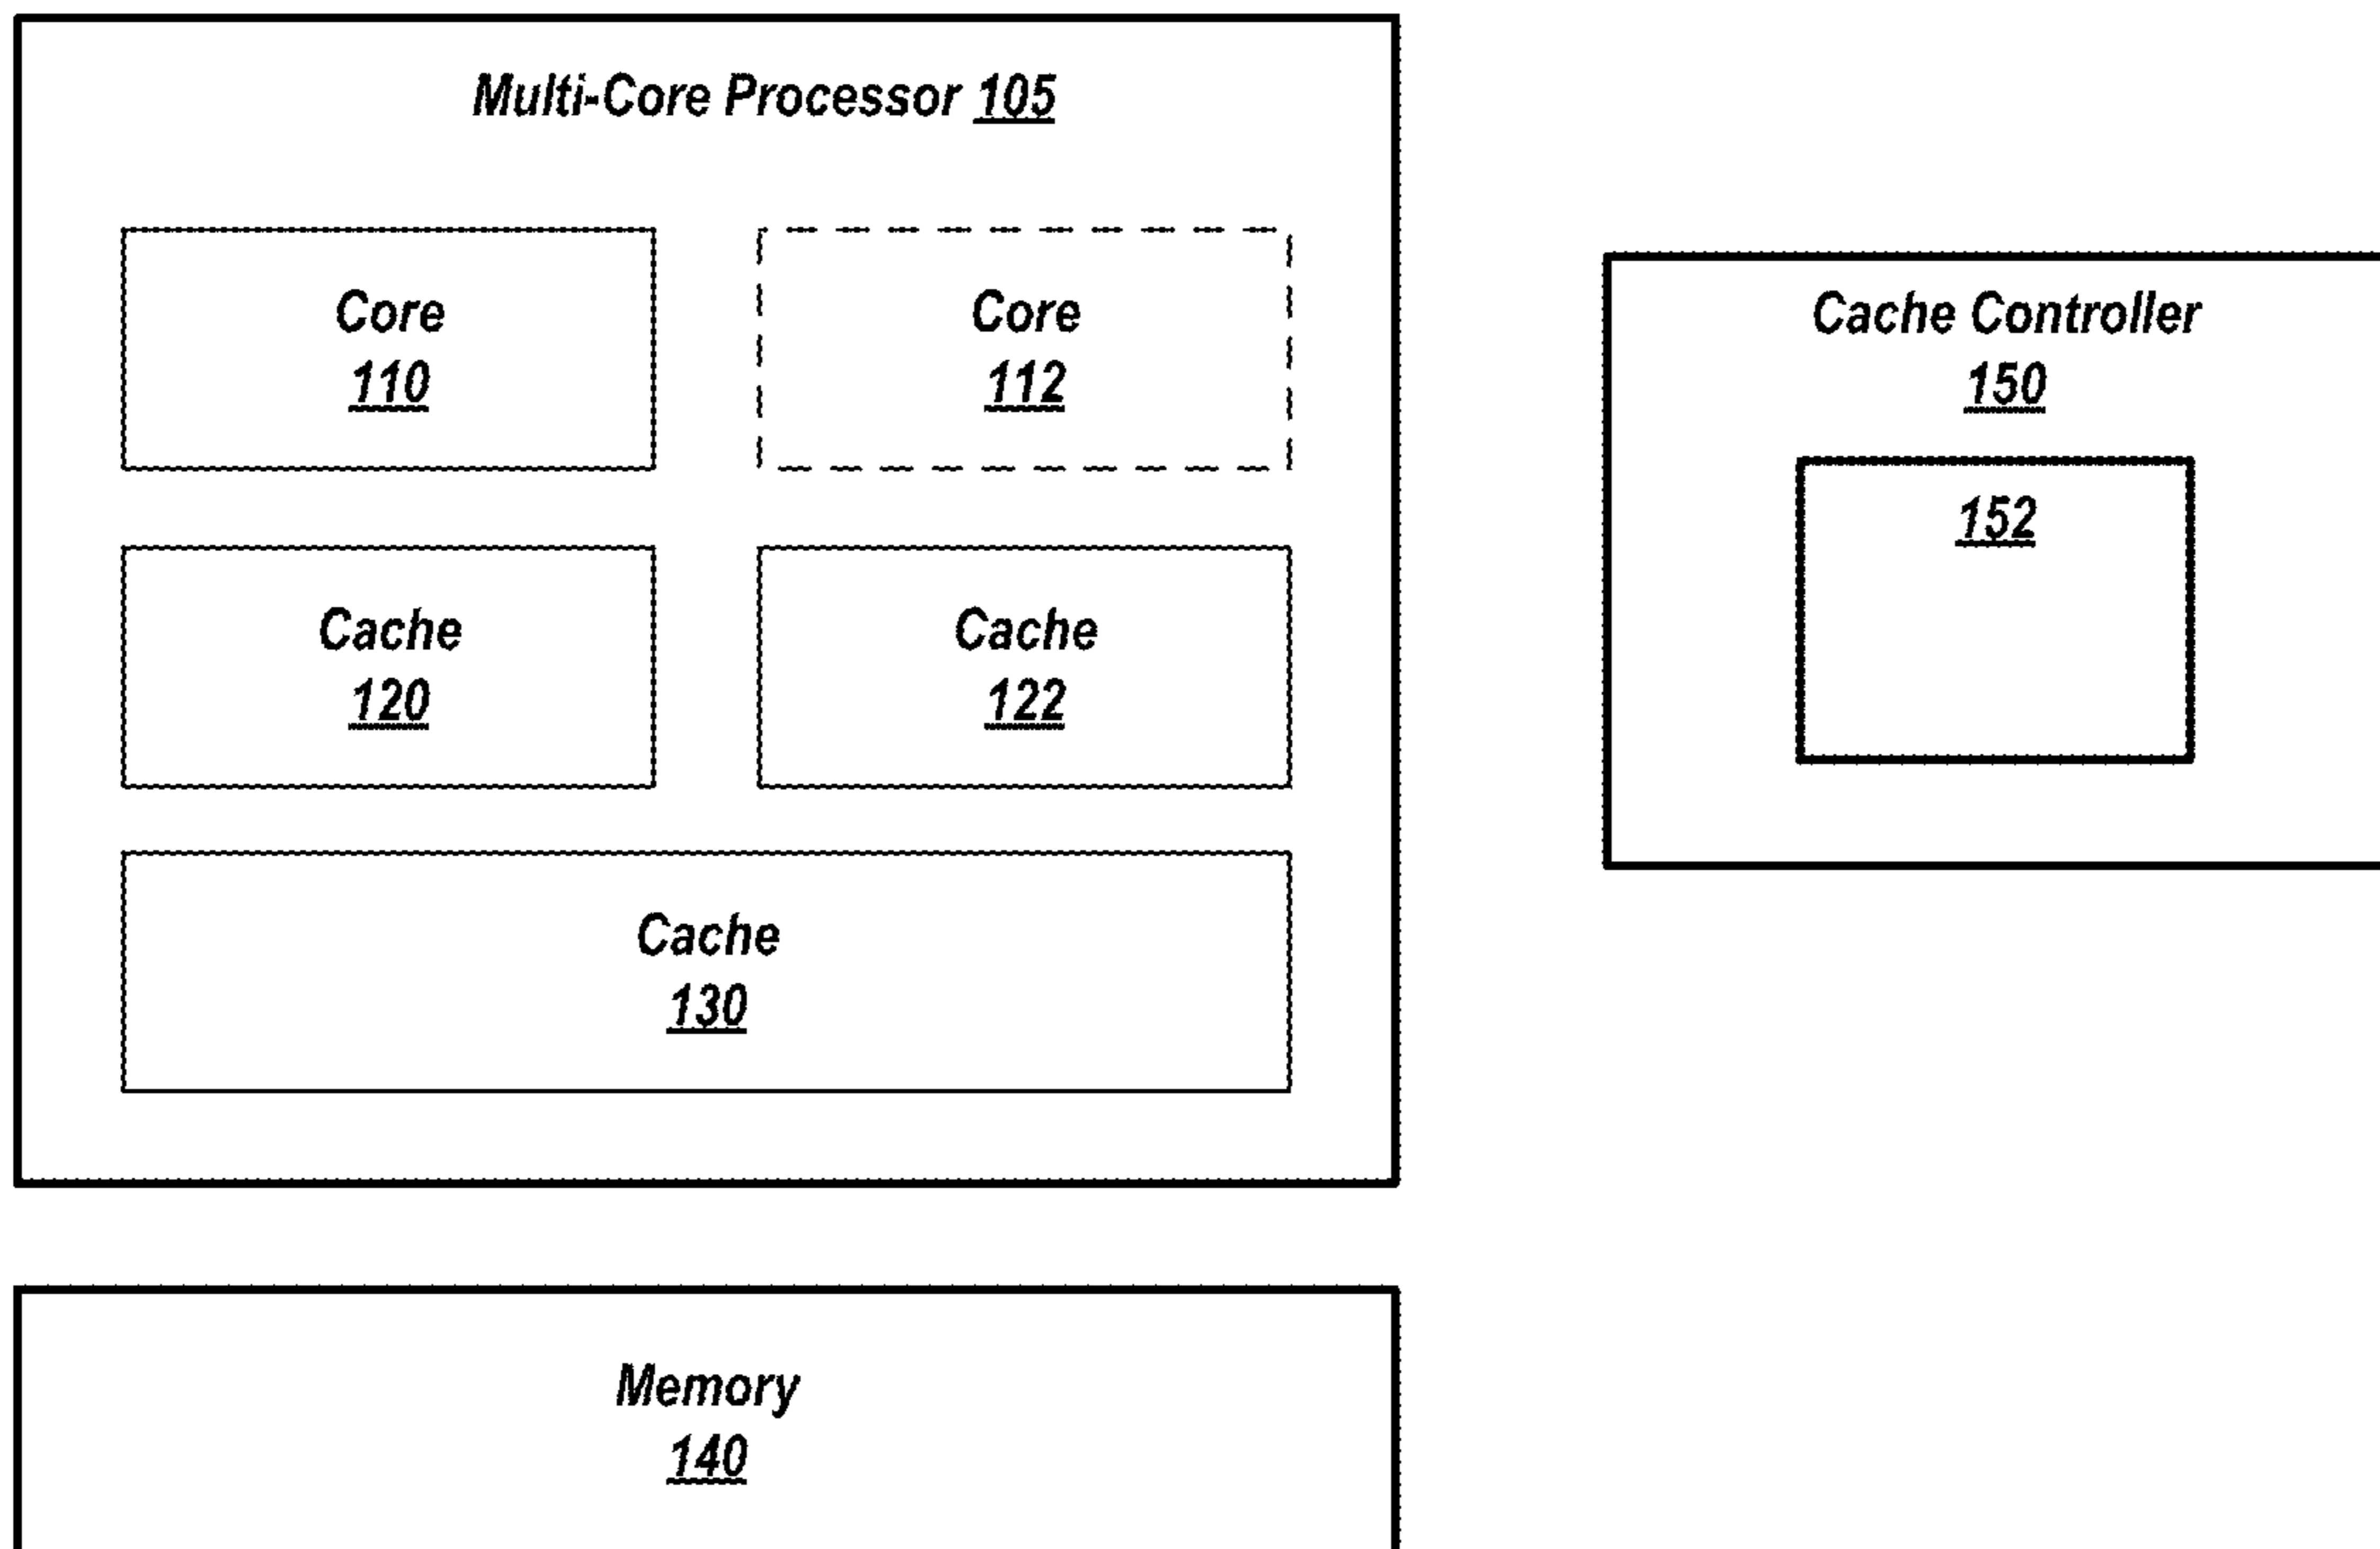 Multi-Core Processor 105
Core
110
Core
112
Cache
120
Cache
122
Cache
130
Cache Controller
150
152
Memory
140